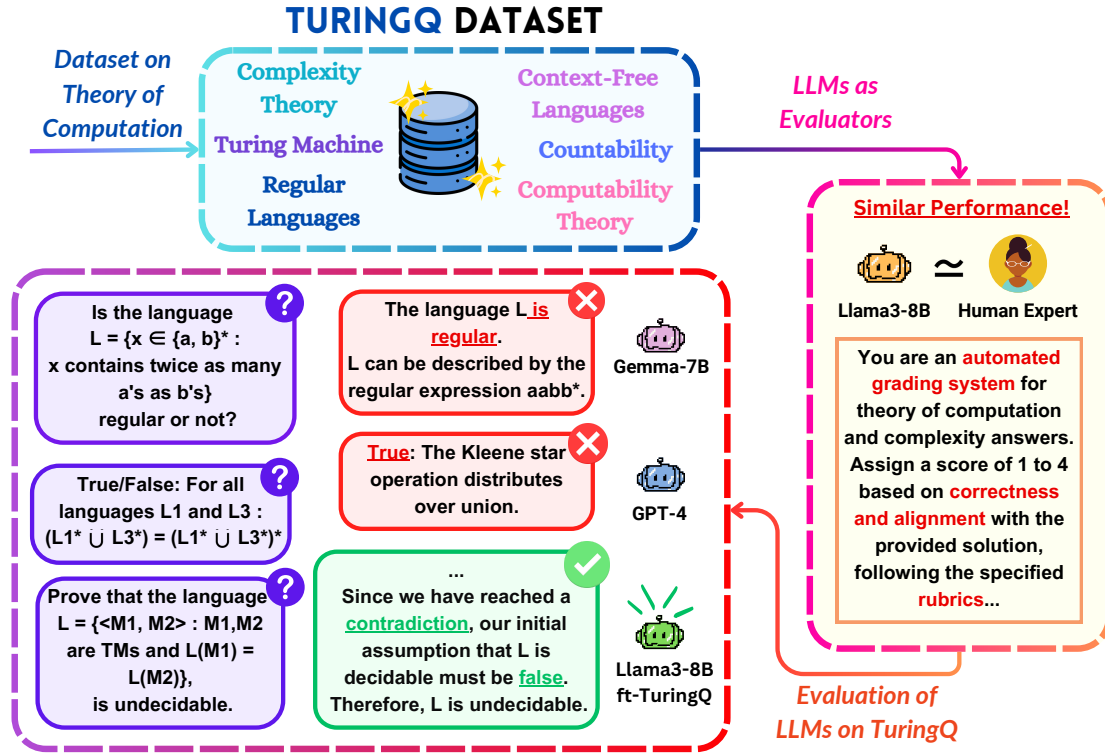 TURINGQ DATASET
Dataset on
Theory of
Computation
Complexity
Theory
Turing Machine
Regular
Languages
Context-Free
Languages
Countability
Computability
Theory
LLMs as
Evaluators
Similar Performance!
Llama3-8B
≃
Human Expert
You are an automated
grading system for
theory of computation
and complexity answers.
Assign a score of 1 to 4
based on correctness
and alignment with the
provided solution,
following the specified
rubrics...
Evaluation of
LLMs on TuringQ
?
Is the language
L = {x ∈ {a, b}* :
x contains twice as many
a's as b's}
regular or not?
The language L is
regular.
L can be described by the
regular expression aabb*.
Gemma-7B
?
True/False: For all
languages L1 and L3 :
(L1* ∪ L3*) = (L1* ∪ L3*)*
True: The Kleene star
operation distributes
over union.
GPT-4
?
Prove that the language
L = {<M1, M2> : M1,M2
are TMs and L(M1) =
L(M2)},
is undecidable.
...
Since we have reached a
contradiction, our initial
assumption that L is
decidable must be false.
Therefore, L is undecidable.
Llama3-8B
ft-TuringQ